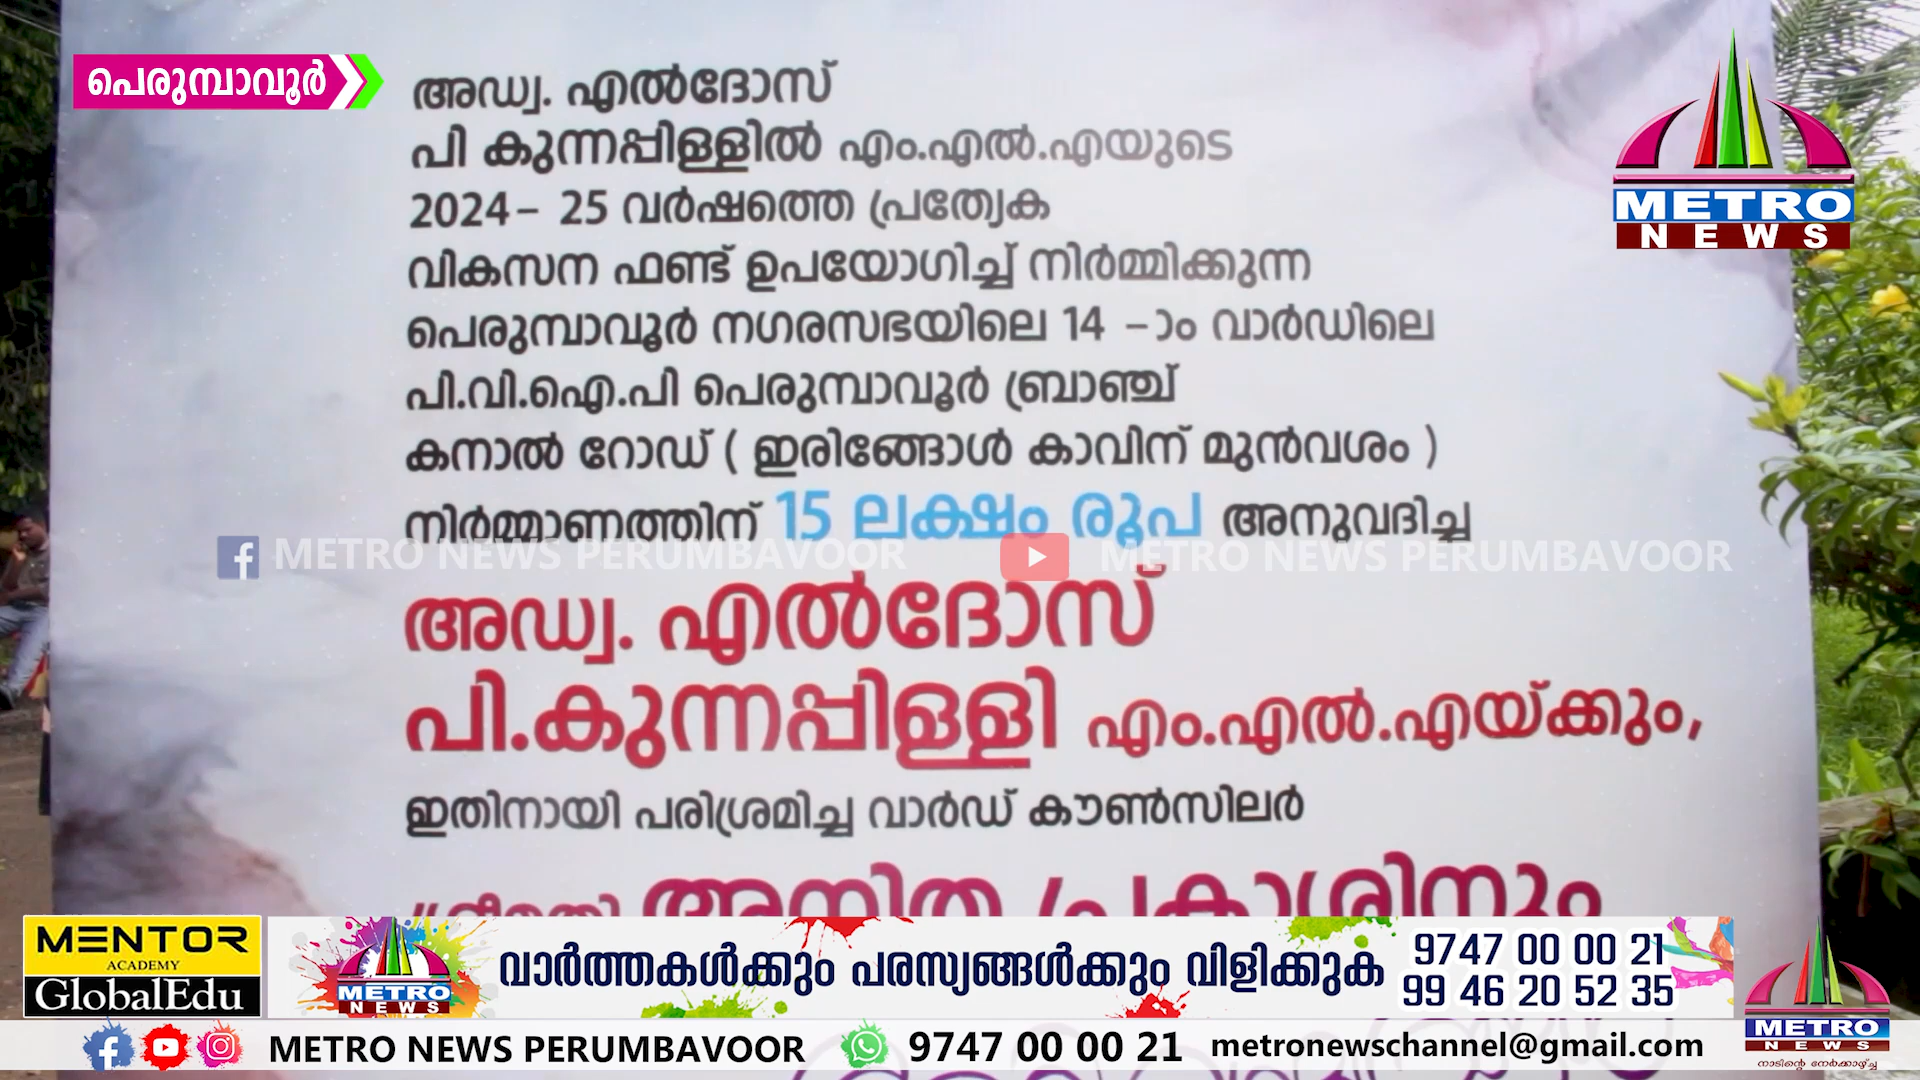 പെരുമ്പാവൂർ
അഡ്വ. എൽദോസ്
പി കുന്നപ്പിള്ളിൽ എം.എൽ.എയുടെ
2024– 25 വർഷത്തെ പ്രത്യേക
വികസന ഫണ്ട് ഉപയോഗിച്ച് നിർമ്മിക്കുന്ന
പെരുമ്പാവൂർ നഗരസഭയിലെ 14 –ാം വാർഡിലെ
പി.വി.ഐ.പി പെരുമ്പാവൂർ ബ്രാഞ്ച്
കനാൽ റോഡ് ( ഇരിങ്ങോൾ കാവിന് മുൻവശം )
നിർമ്മാണത്തിന് 15 ലക്ഷം രൂപ അനുവദിച്ച
METRO NEWS PERUMBAVOOR METRO NEWS PERUMBAVOOR
അഡ്വ. എൽദോസ്
പി.കുന്നപ്പിള്ളി എം.എൽ.എയ്ക്കും,
ഇതിനായി പരിശ്രമിച്ച വാർഡ് കൗൺസിലർ
അനിത പ്രകാശിനും
METRO
NEWS
MENTOR
ACADEMY
GlobalEdu
METRO
NEWS
വാർത്തകൾക്കും പരസ്യങ്ങൾക്കും വിളിക്കുക
9747 00 00 21
99 46 20 52 35
METRO NEWS PERUMBAVOOR 9747 00 00 21 metronewschannel@gmail.com
METRO
NEWS
നാടിന്റെ നേർക്കാഴ്ച്ച